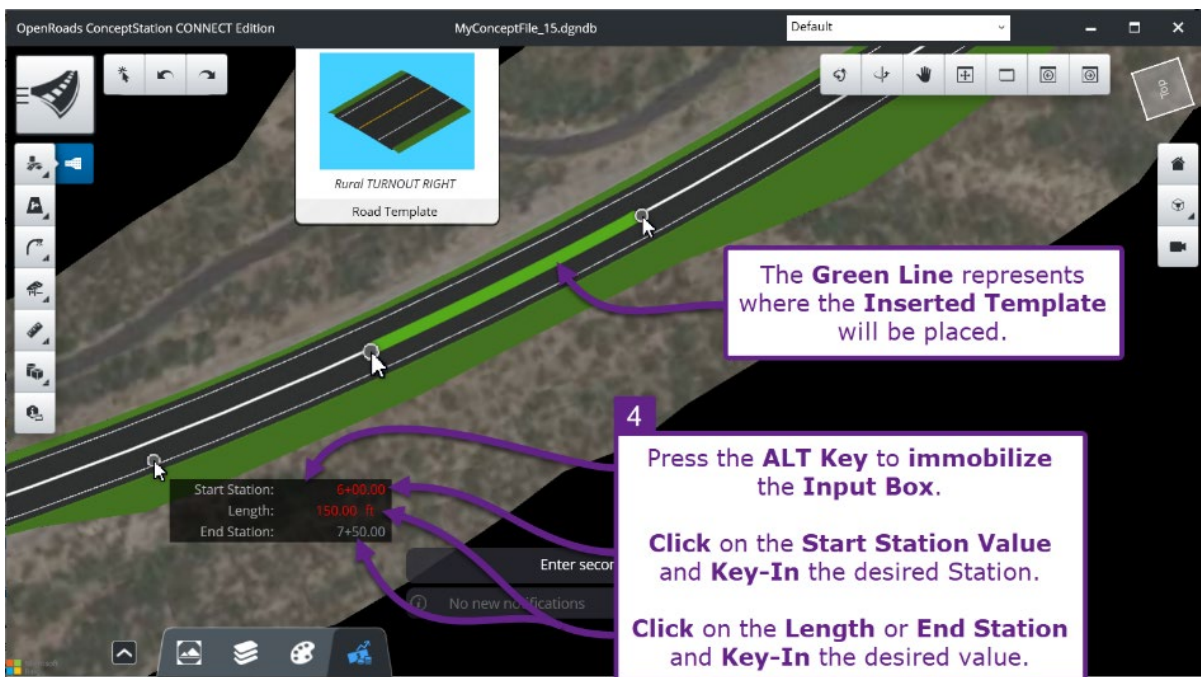 OpenRoads ConceptStation CONNECT Edition
MyConceptFile_15.dgndb
Default
Top
Rural TURNOUT RIGHT
Road Template
The Green Line represents
where the Inserted Template
will be placed.
4
Press the ALT Key to immobilize
the Input Box.
Click on the Start Station Value
and Key-In the desired Station.
Click on the Length or End Station
and Key-In the desired value.
Start Station: 6+00.00
Length: 150.00 ft
End Station: 7+50.00
Enter secon
No new notifications
Microsoft